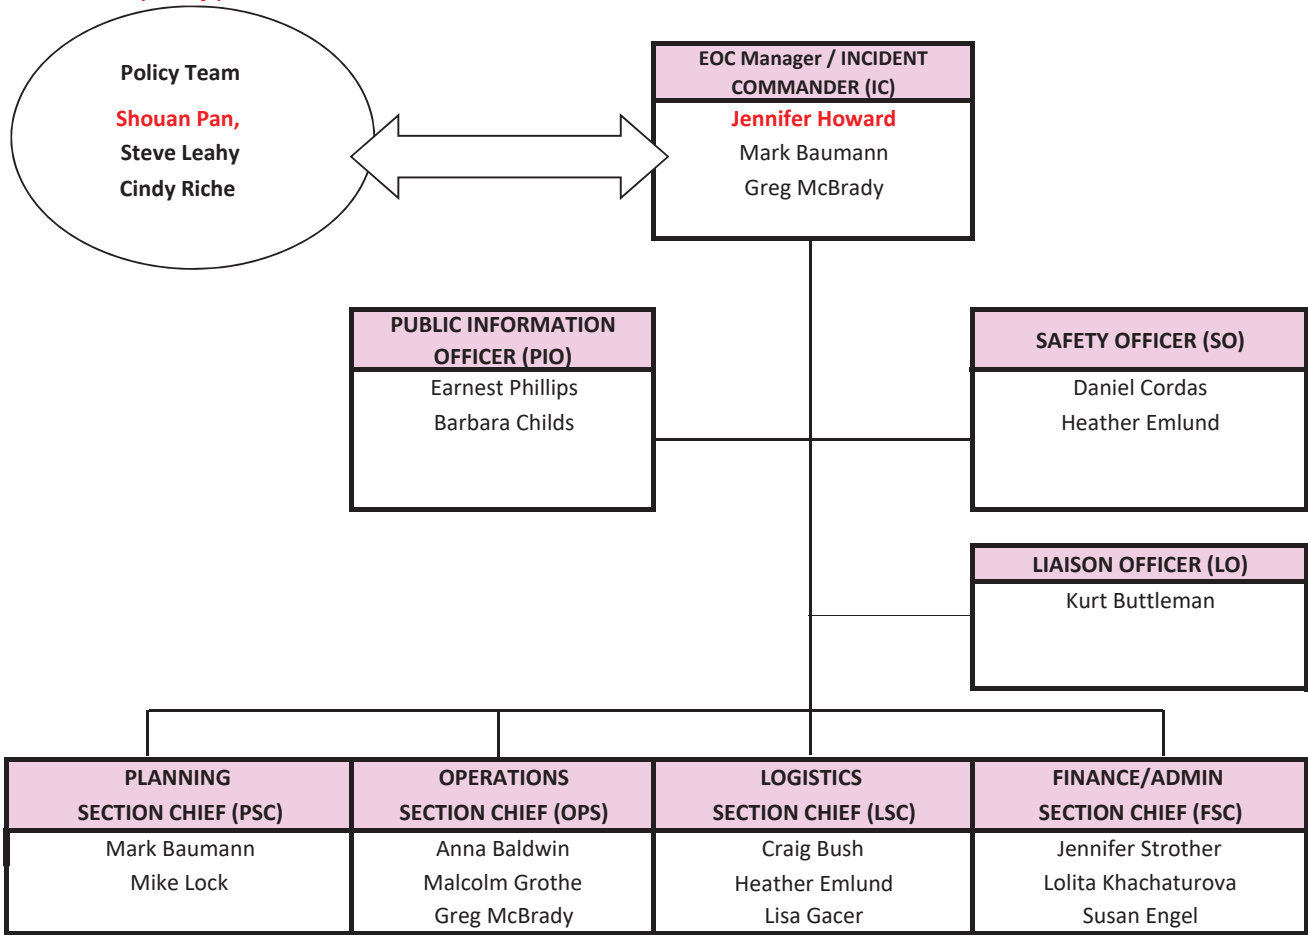 Policy Team
Shouan Pan,
Steve Leahy
Cindy Riche
EOC Manager / INCIDENT
COMMANDER (IC)
Jennifer Howard
Mark Baumann
Greg McBrady
PUBLIC INFORMATION
OFFICER (PIO)
Earnest Phillips
Barbara Childs
SAFETY OFFICER (SO)
Daniel Cordas
Heather Emlund
LIAISON OFFICER (LO)
Kurt Buttleman
PLANNING
SECTION CHIEF (PSC)
Mark Baumann
Mike Lock
OPERATIONS
SECTION CHIEF (OPS)
Anna Baldwin
Malcolm Grothe
Greg McBrady
LOGISTICS
SECTION CHIEF (LSC)
Craig Bush
Heather Emlund
Lisa Gacer
FINANCE/ADMIN
SECTION CHIEF (FSC)
Jennifer Strother
Lolita Khachaturova
Susan Engel